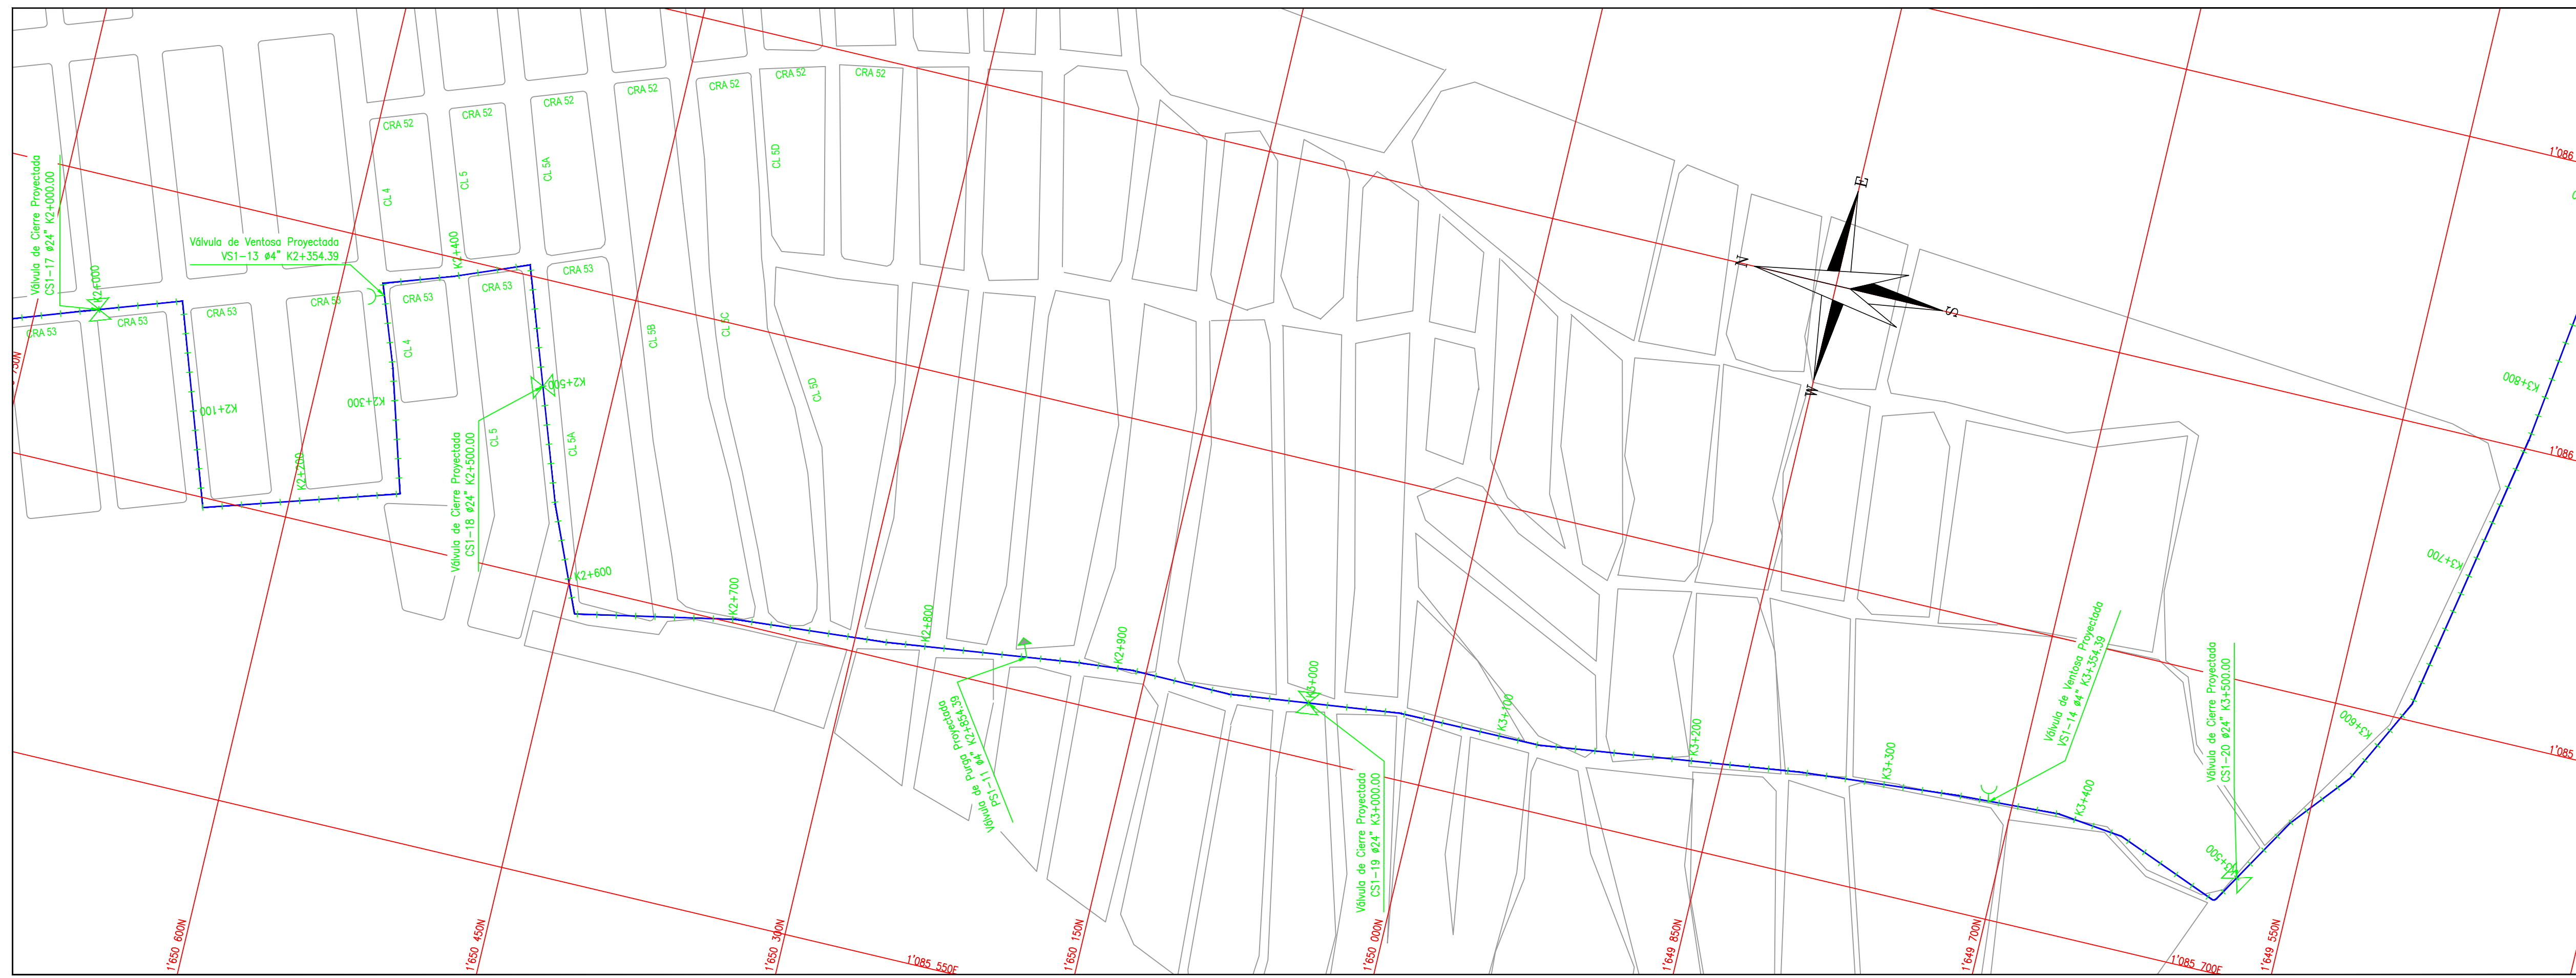 CRA 52
CRA 52
CRA 52
CRA 52
CRA 52
CRA 52
CRA 52
CL 4
CL 5
CL 5A
CL 5D
Válvula de Cierre Proyectada
CS1-17 ø24" K2+000.00
Válvula de Ventosa Proyectada
VS1-13 ø4" K2+354.39
K2+000
K2+400
CRA 53
CRA 53
CRA 53
CRA 53
CRA 53
CRA 53
CRA 53
CL 4
CL 5
CL 5A
CL 5B
CL 5C
CL 5D
K2+100
K2+200
K2+300
K2+500
Válvula de Cierre Proyectada
CS1-18 ø24" K2+500.00
K2+600
K2+700
K2+800
K2+900
Válvula de Purga Proyectada
PS1-11 ø4" K2+854.39
K3+000
Válvula de Cierre Proyectada
CS1-19 ø24" K3+000.00
K3+100
K3+200
K3+300
K3+400
Válvula de Ventosa Proyectada
VS1-14 ø4" K3+354.39
Válvula de Cierre Proyectada
CS1-20 ø24" K3+500.00
K3+500
K3+600
K3+700
K3+800
N
E
S
W
1'086
1'086
1'085
750N
1'650 600N
1'650 450N
1'650 300N
1'650 150N
1'650 000N
1'649 850N
1'649 700N
1'649 550N
1'085 550E
1'085 700E